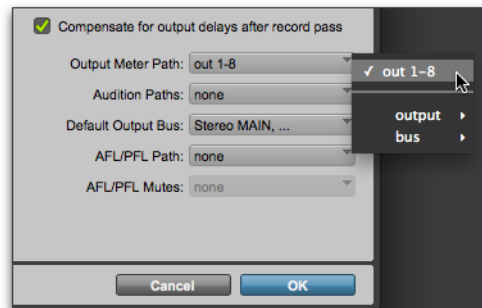 Compensate for output delays after record pass
Output Meter Path: out 1-8
✓ out 1-8
Audition Paths: none
output
Default Output Bus: Stereo MAIN, ...
bus
AFL/PFL Path: none
AFL/PFL Mutes: none
Cancel OK